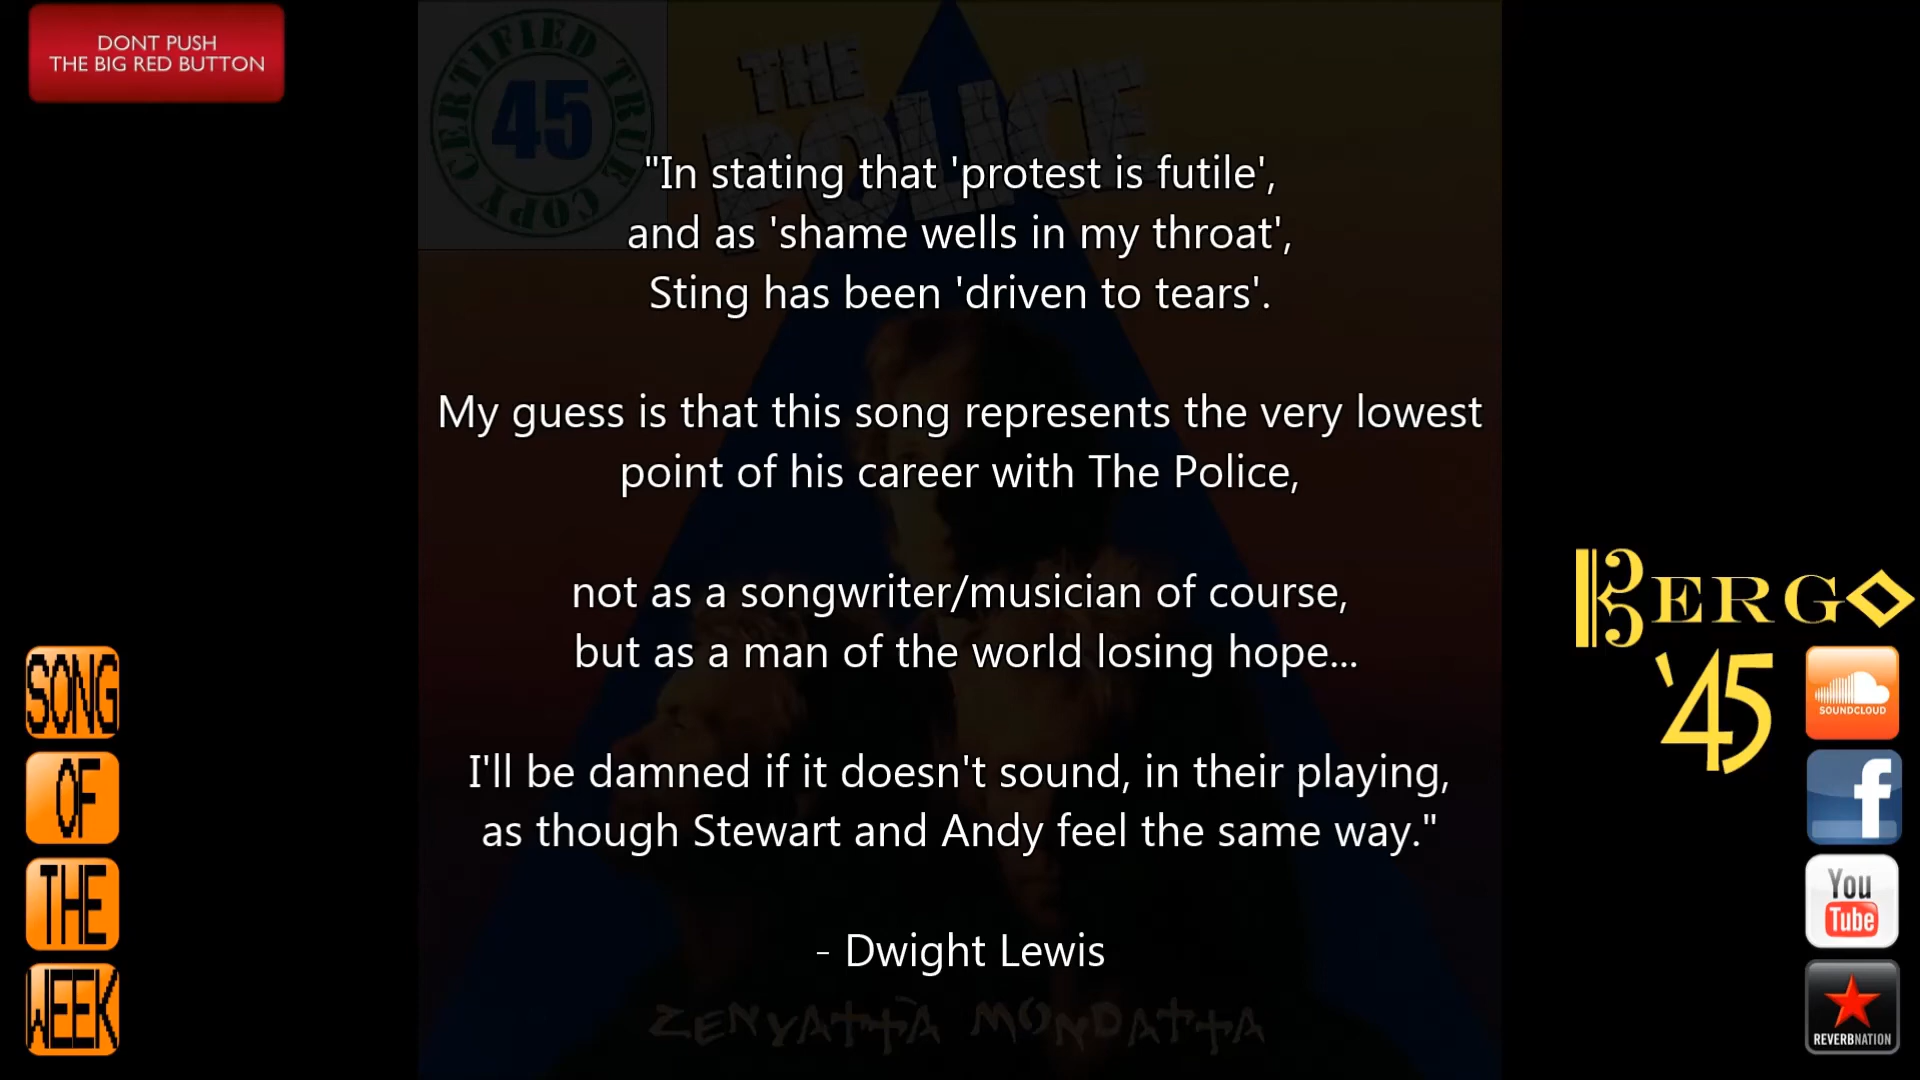 DONT PUSH
THE BIG RED BUTTON
CERTIFIED TRUE COPY
45
THE
POLICE
"In stating that 'protest is futile',
and as 'shame wells in my throat',
Sting has been 'driven to tears'.
My guess is that this song represents the very lowest
point of his career with The Police,
not as a songwriter/musician of course,
but as a man of the world losing hope...
I'll be damned if it doesn't sound, in their playing,
as though Stewart and Andy feel the same way."
- Dwight Lewis
ZENYATTA MONDATTA
SONG
OF
THE
WEEK
BERGO
'45
SOUNDCLOUD
f
You
Tube
REVERBNATION